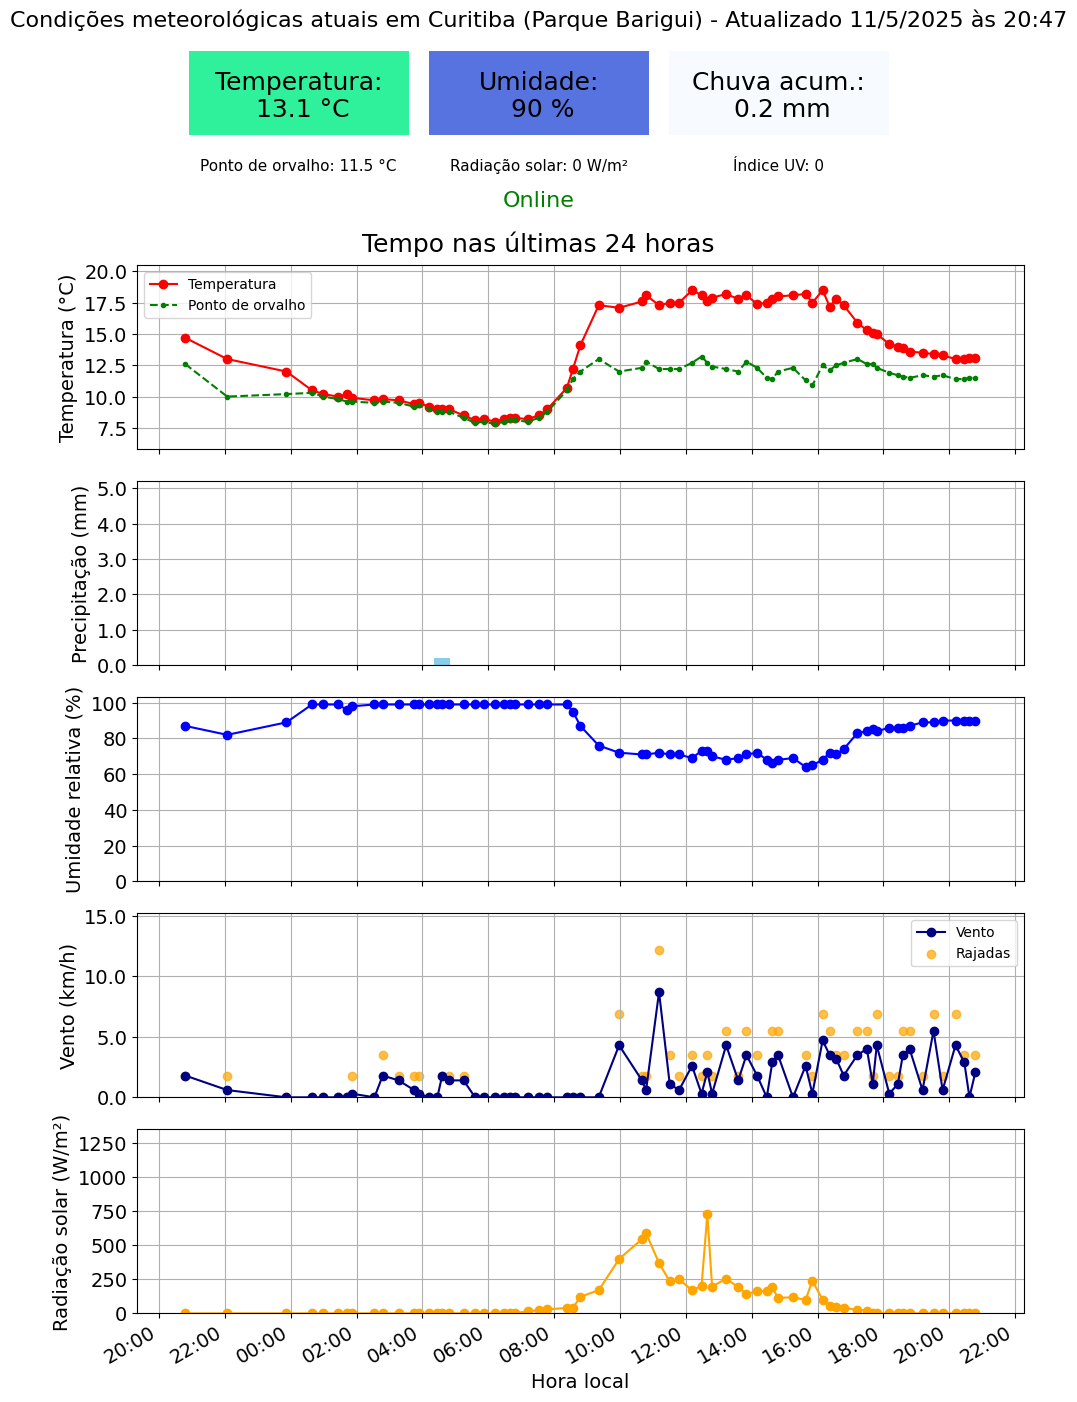 Condições meteorológicas atuais em Curitiba (Parque Barigui) - Atualizado 11/5/2025 às 20:47
Temperatura:
13.1 °C
Umidade:
90 %
Chuva acum.:
0.2 mm
Ponto de orvalho: 11.5 °C
Radiação solar: 0 W/m²
Índice UV: 0
Online
Tempo nas últimas 24 horas
Temperatura (°C)
20.0
17.5
15.0
12.5
10.0
7.5
Temperatura
Ponto de orvalho
Precipitação (mm)
5.0
4.0
3.0
2.0
1.0
0.0
Umidade relativa (%)
100
80
60
40
20
0
Vento (km/h)
15.0
10.0
5.0
0.0
Vento
Rajadas
Radiação solar (W/m²)
1250
1000
750
500
250
0
20:00
22:00
00:00
02:00
04:00
06:00
08:00
10:00
12:00
14:00
16:00
18:00
20:00
22:00
Hora local